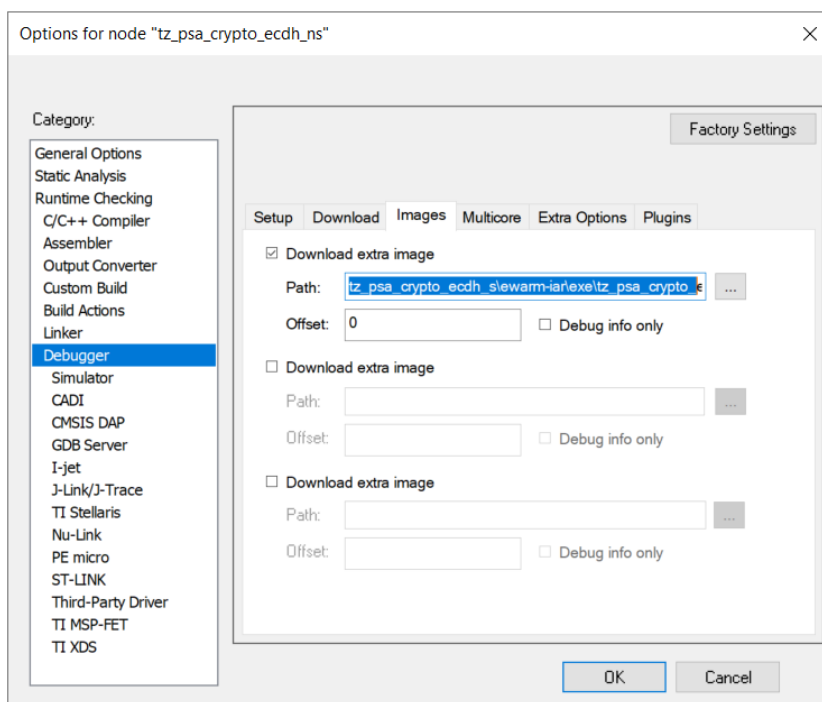 Options for node "tz_psa_crypto_ecdh_ns"
Category:
Factory Settings
General Options
Static Analysis
Runtime Checking
C/C++ Compiler
Assembler
Output Converter
Custom Build
Build Actions
Linker
Debugger
Simulator
CADI
CMSIS DAP
GDB Server
I-jet
J-Link/J-Trace
TI Stellaris
Nu-Link
PE micro
ST-LINK
Third-Party Driver
TI MSP-FET
TI XDS
Setup Download Images Multicore Extra Options Plugins
Download extra image
Path: tz_psa_crypto_ecdh_s\ewarm-iar\exe\tz_psa_crypto_e ...
Offset: 0 Debug info only
Download extra image
Path: ...
Offset: Debug info only
Download extra image
Path: ...
Offset: Debug info only
OK Cancel